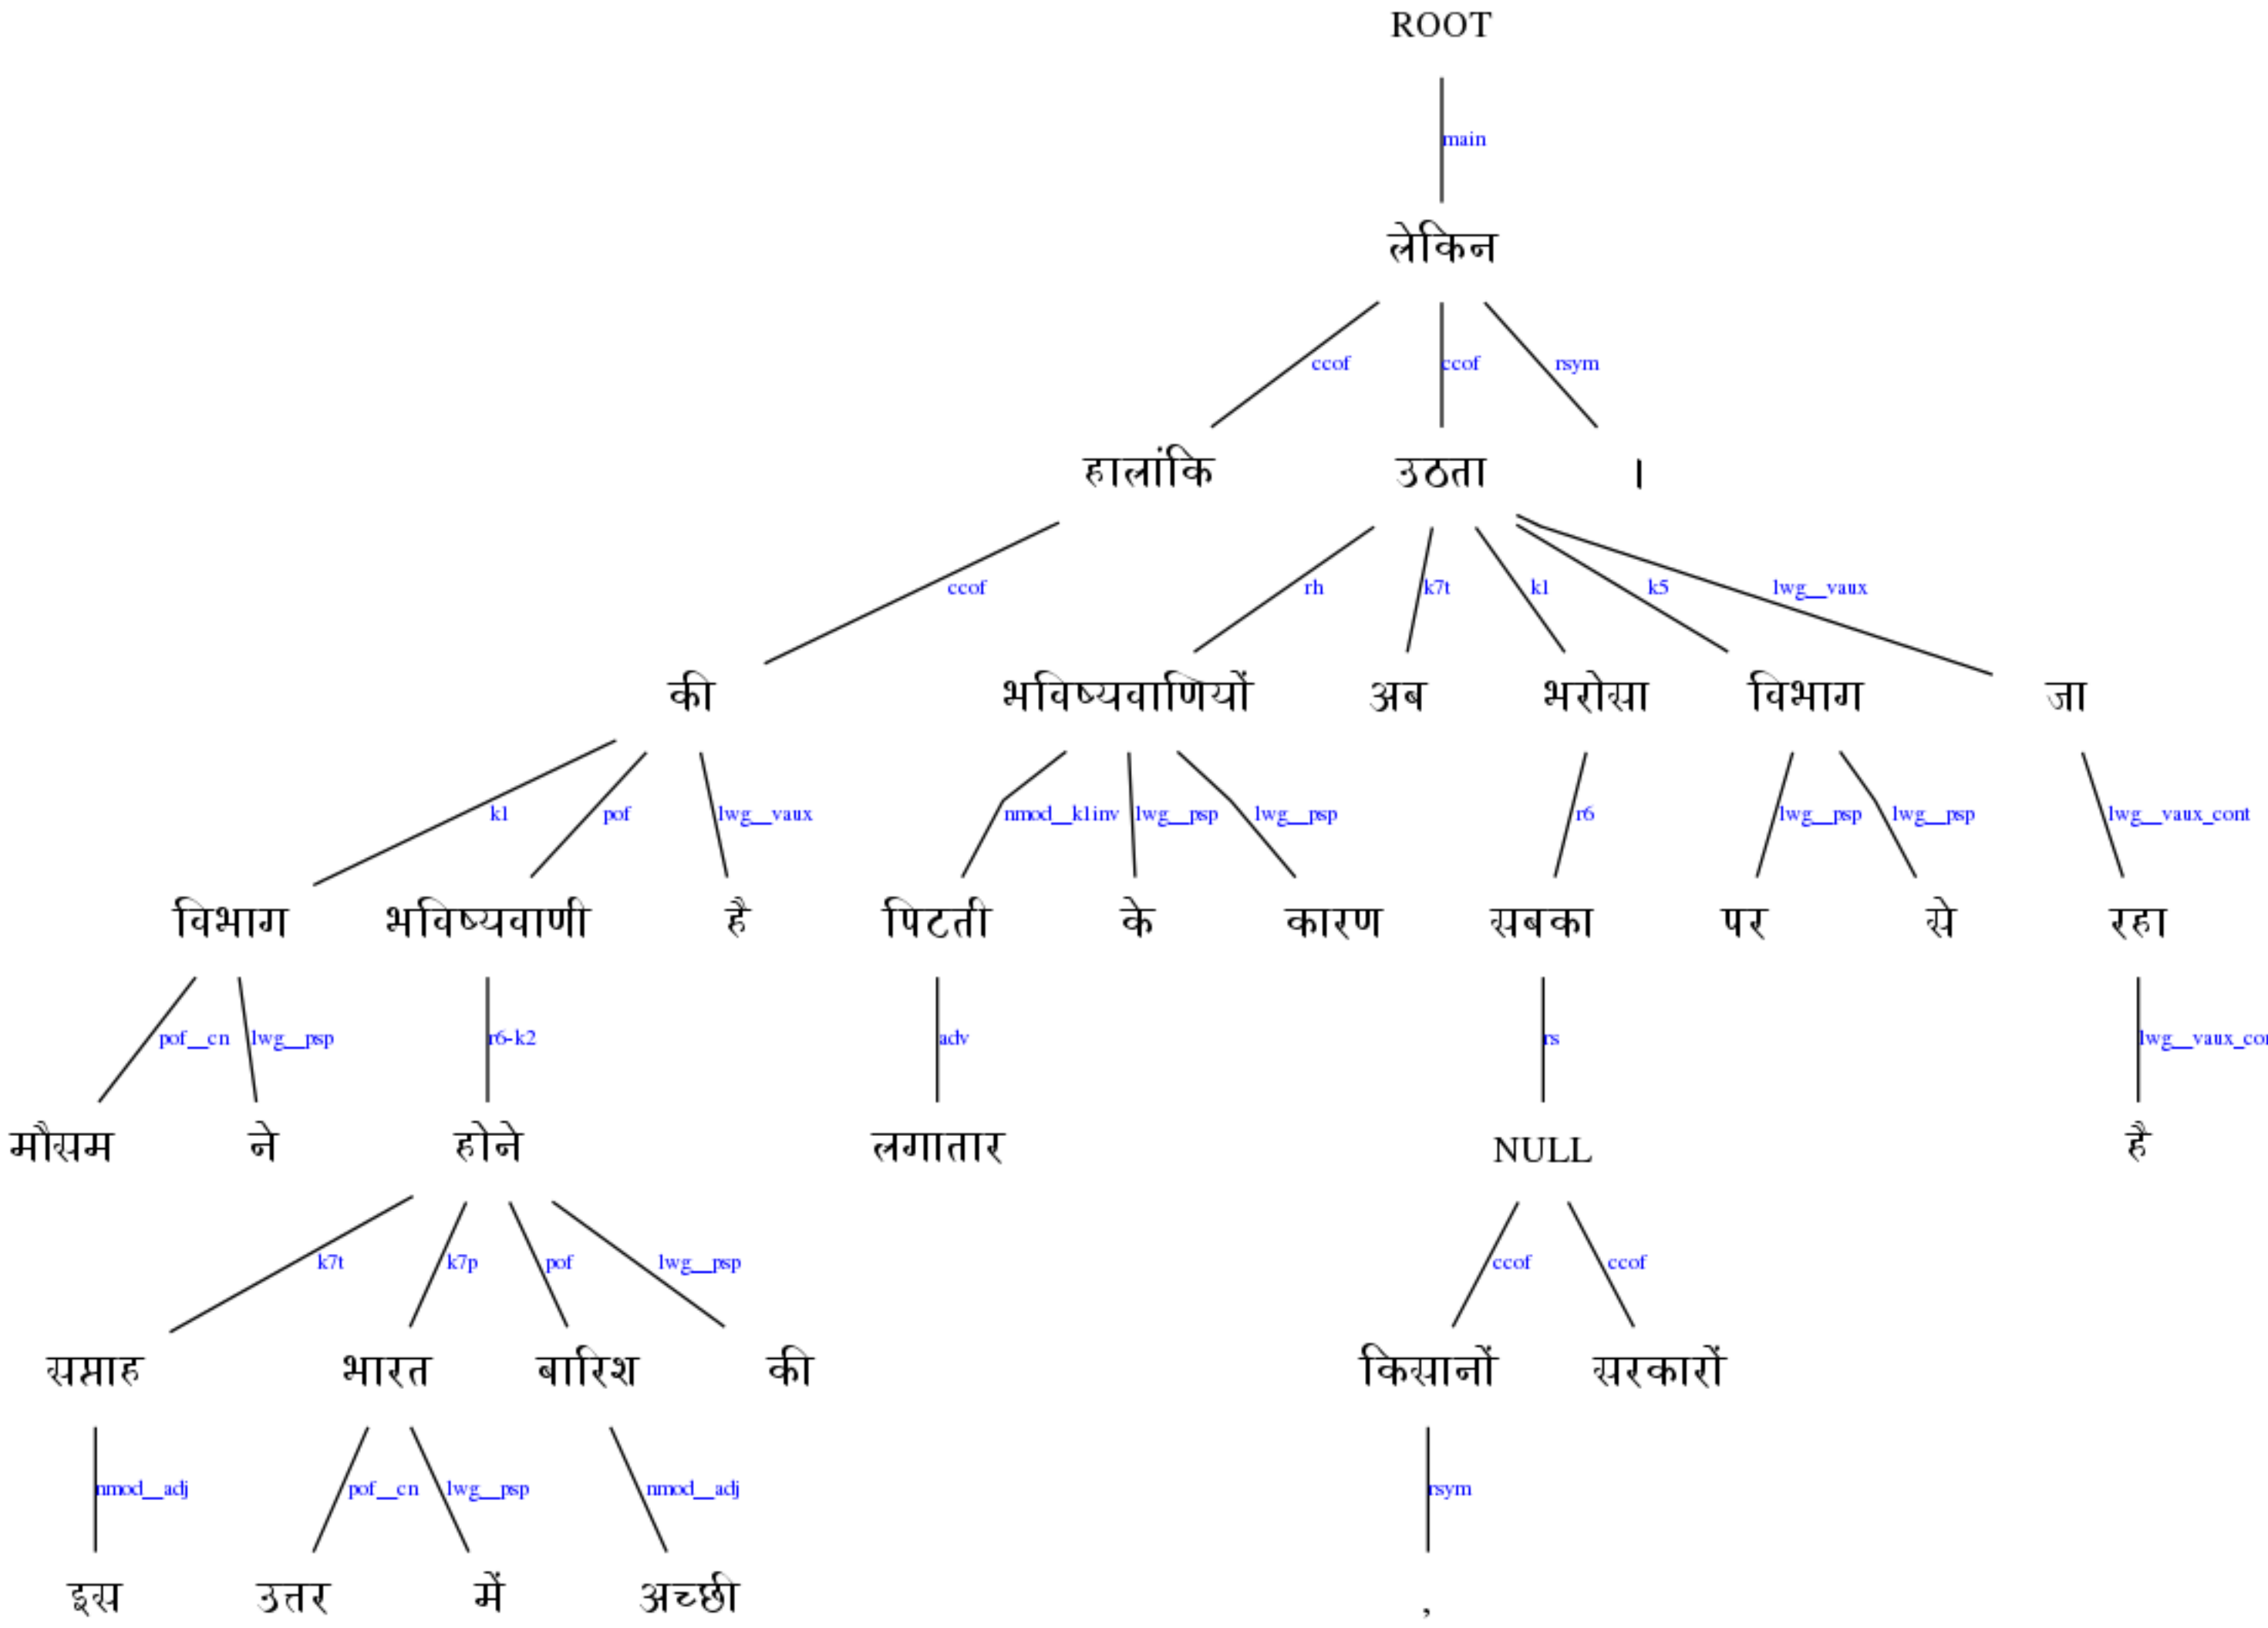 ROOT
main
लेकिन
ccof ccof rsym
हालांकि उठता ।
ccof rh k7t k1 k5 lwg__vaux
की भविष्यवाणियों अब भरोसा विभाग जा
k1 pof lwg__vaux nmod__k1inv lwg__psp lwg__psp r6 lwg__psp lwg__psp lwg__vaux_cont
विभाग भविष्यवाणी है पिटती के कारण सबका पर से रहा
pof__cn lwg__psp r6-k2 adv rs lwg__vaux_co
मौसम ने होने लगातार NULL है
k7t k7p pof lwg__psp ccof ccof
सप्ताह भारत बारिश की किसानों सरकारों
nmod__adj pof__cn lwg__psp nmod__adj rsym
इस उत्तर में अच्छी ,